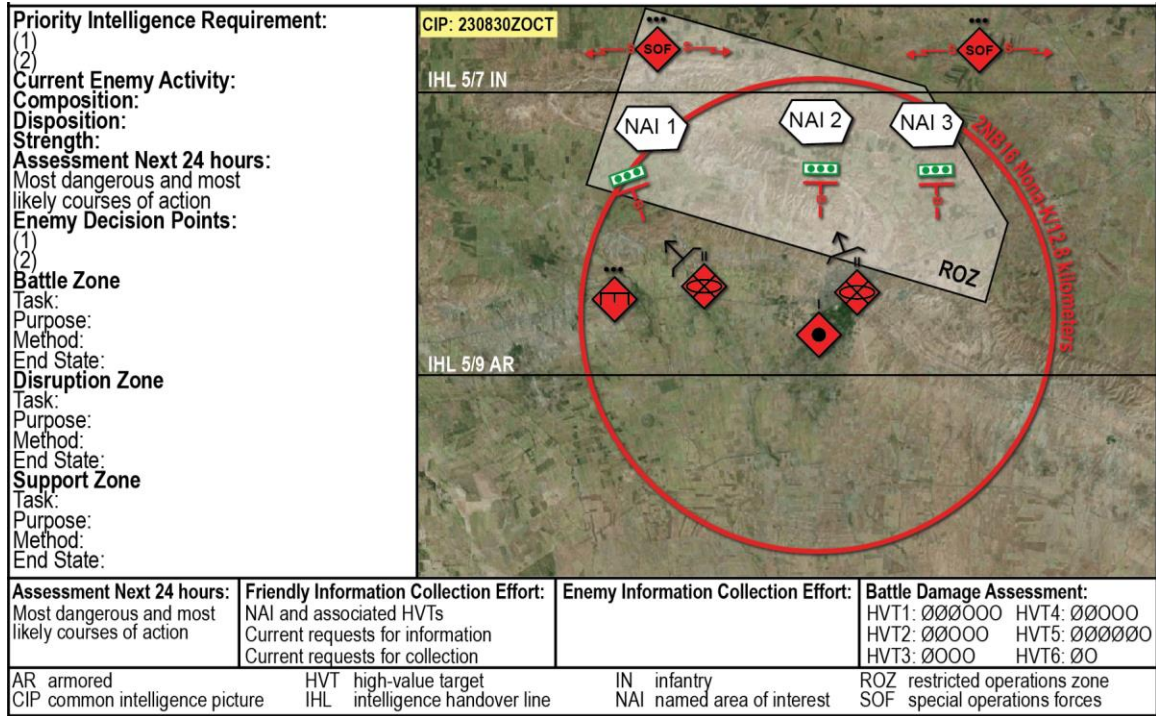 Priority Intelligence Requirement:
(1)
(2)
Current Enemy Activity:
Composition:
Disposition:
Strength:
Assessment Next 24 hours:
Most dangerous and most
likely courses of action
Enemy Decision Points:
(1)
(2)
Battle Zone
Task:
Purpose:
Method:
End State:
Disruption Zone
Task:
Purpose:
Method:
End State:
Support Zone
Task:
Purpose:
Method:
End State:
CIP: 230830ZOCT
S SOF S
S SOF S
IHL 5/7 IN
NAI 1
NAI 2
NAI 3
2NB16 Nona-K/12.8 kilometers
G
G
G
ROZ
IHL 5/9 AR
Assessment Next 24 hours:
Most dangerous and most
likely courses of action
Friendly Information Collection Effort:
NAI and associated HVTs
Current requests for information
Current requests for collection
Enemy Information Collection Effort:
Battle Damage Assessment:
HVT1: ØØØOOO HVT4: ØØOOO
HVT2: ØØOOO HVT5: ØØØØØO
HVT3: ØOOO HVT6: ØO
AR armored
CIP common intelligence picture
HVT high-value target
IHL intelligence handover line
IN infantry
NAI named area of interest
ROZ restricted operations zone
SOF special operations forces